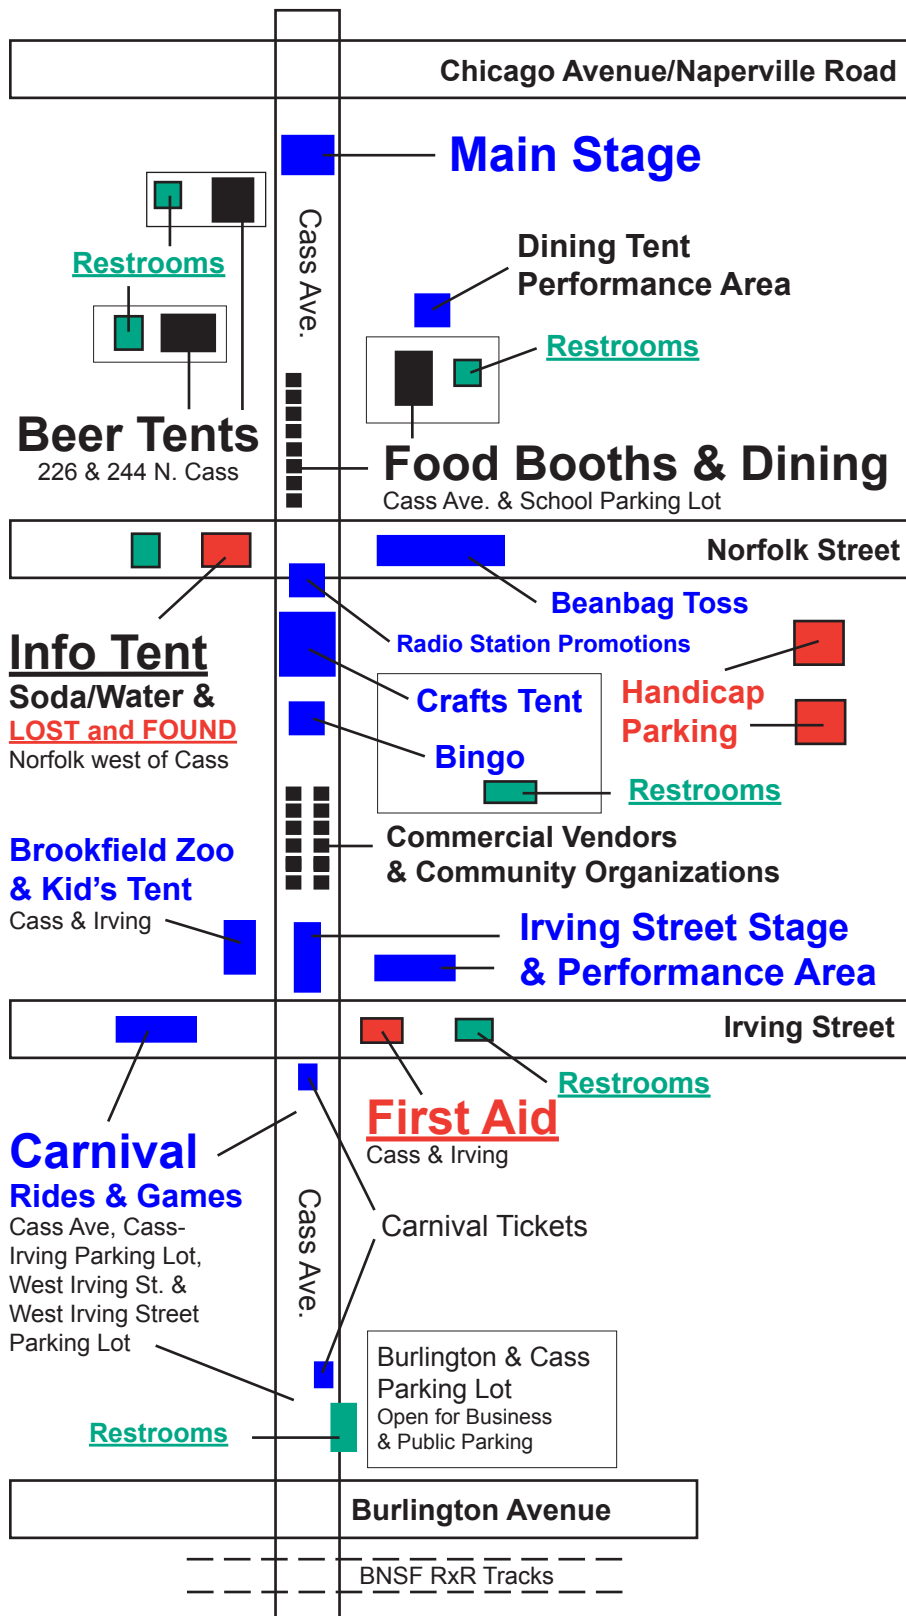 Chicago Avenue/Naperville Road
Main Stage
Cass Ave.
Restrooms
Dining Tent
Performance Area
Restrooms
Beer Tents
226 & 244 N. Cass
Food Booths & Dining
Cass Ave. & School Parking Lot
Norfolk Street
Beanbag Toss
Radio Station Promotions
Info Tent
Soda/Water &
LOST and FOUND
Norfolk west of Cass
Crafts Tent
Handicap
Parking
Bingo
Restrooms
Commercial Vendors
& Community Organizations
Brookfield Zoo
& Kid's Tent
Cass & Irving
Irving Street Stage
& Performance Area
Irving Street
Restrooms
First Aid
Cass & Irving
Carnival
Rides & Games
Cass Ave, Cass-
Irving Parking Lot,
West Irving St. &
West Irving Street
Parking Lot
Cass Ave.
Carnival Tickets
Burlington & Cass
Parking Lot
Open for Business
& Public Parking
Restrooms
Burlington Avenue
BNSF RxR Tracks